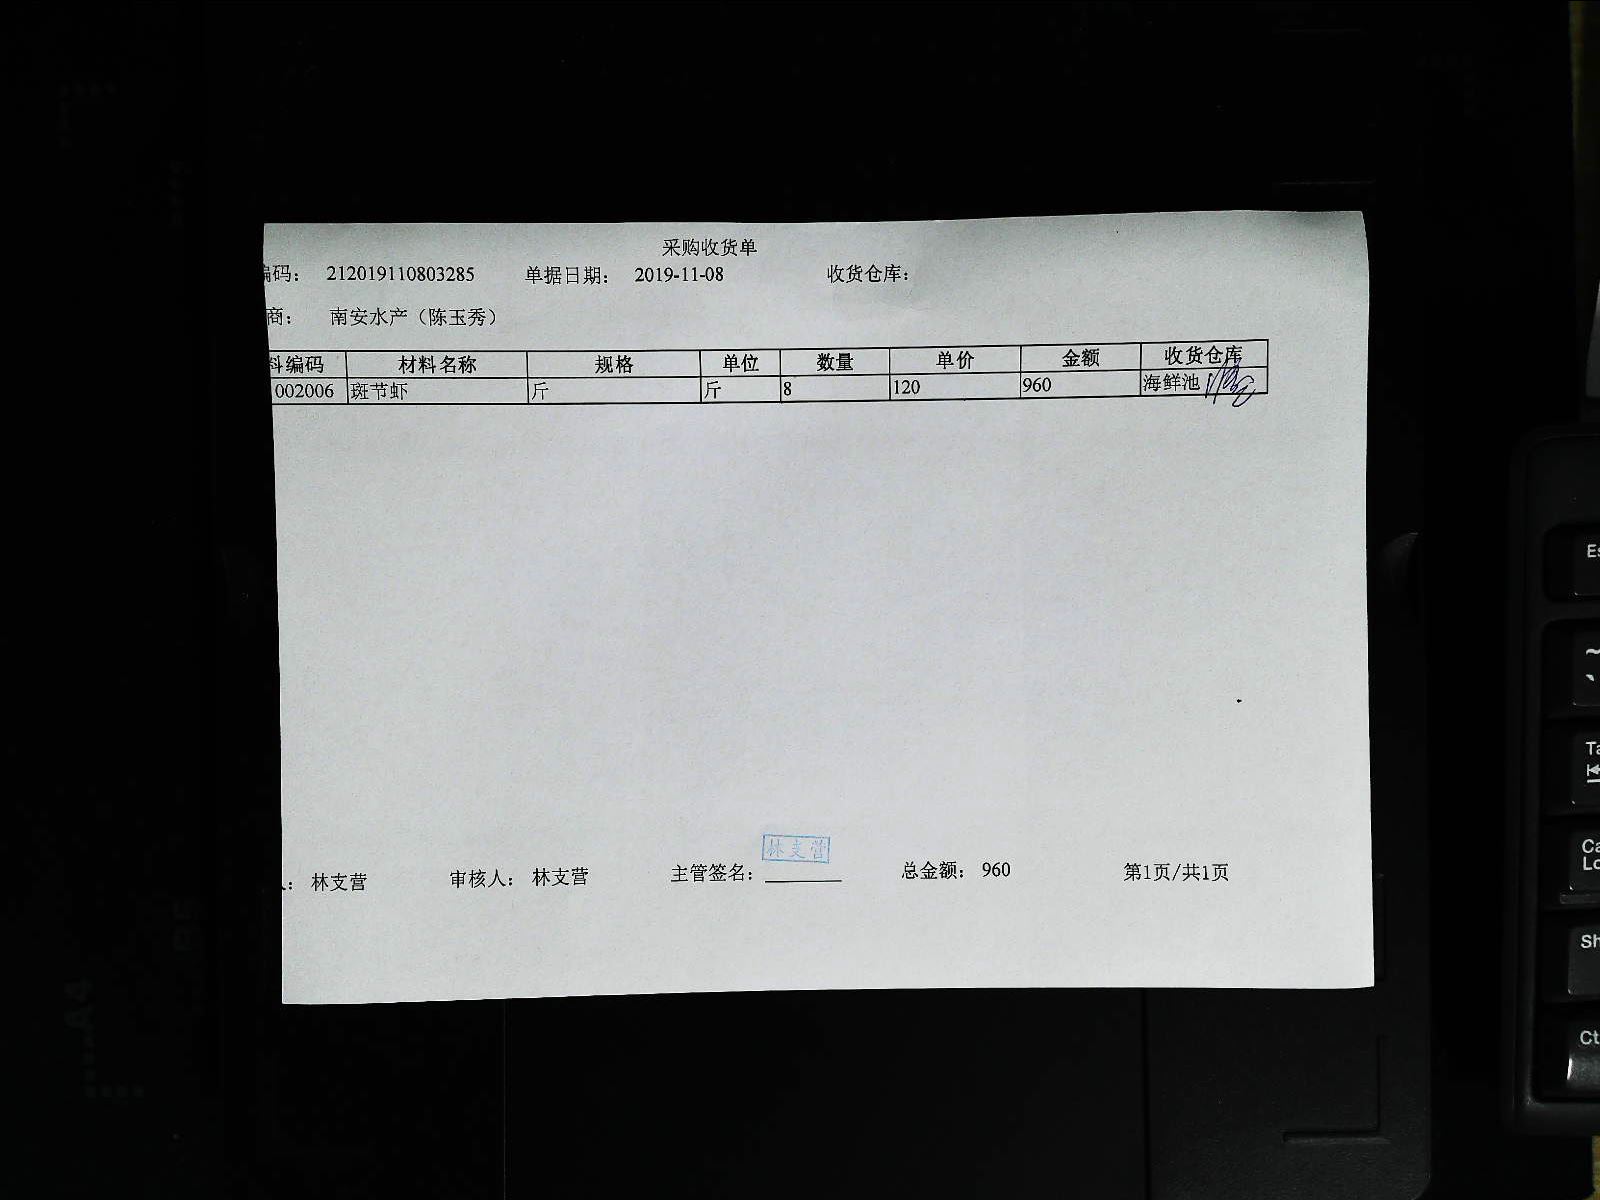 采购收货单
编码： 212019110803285 单据日期： 2019-11-08 收货仓库：
商： 南安水产（陈玉秀）
料编码 材料名称 规格 单位 数量 单价 金额 收货仓库
002006 斑节虾 斤 斤 8 120 960 海鲜池
林支营
人： 林支营 审核人： 林支营 主管签名： 总金额： 960 第1页/共1页
A4
B5